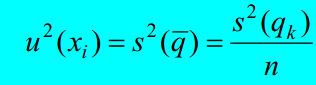 u²(xᵢ) = s²(q̅) = s²(qₖ) / n